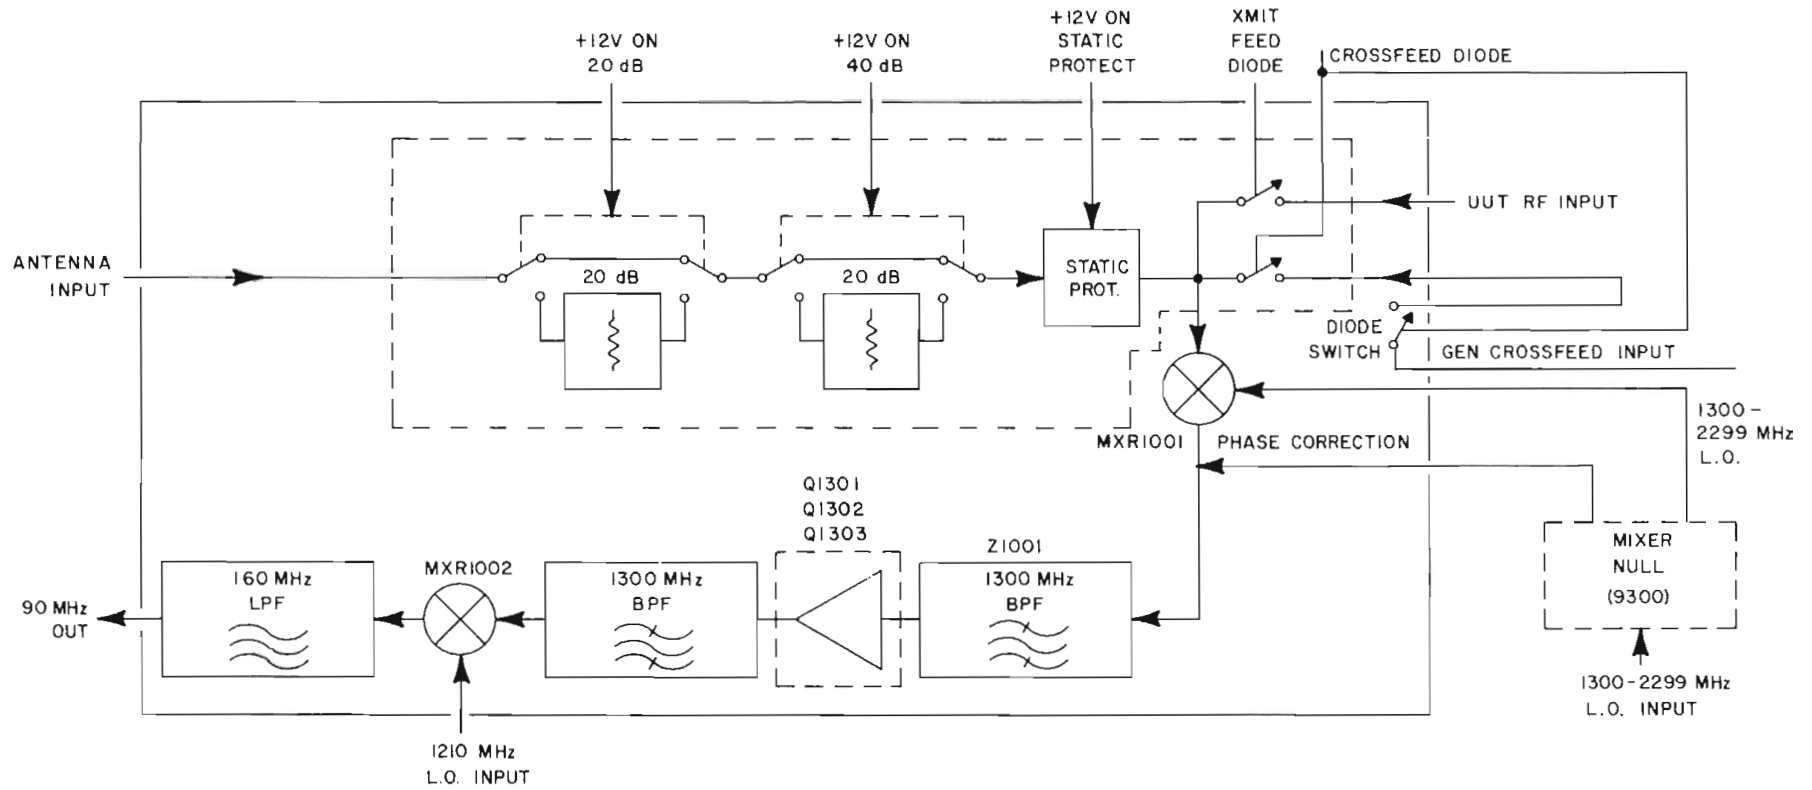 +12V ON
20 dB
+12V ON
40 dB
+12V ON
STATIC
PROTECT
XMIT
FEED
DIODE
CROSSFEED DIODE
UUT RF INPUT
ANTENNA
INPUT
20 dB
20 dB
STATIC
PROT.
DIODE
SWITCH
GEN CROSSFEED INPUT
MXR1001
PHASE CORRECTION
1300-
2299 MHz
L.O.
Q1301
Q1302
Q1303
Z1001
MIXER
NULL
(9300)
160 MHz
LPF
MXR1002
1300 MHz
BPF
1300 MHz
BPF
90 MHz
OUT
1210 MHz
L.O. INPUT
1300-2299 MHz
L.O. INPUT